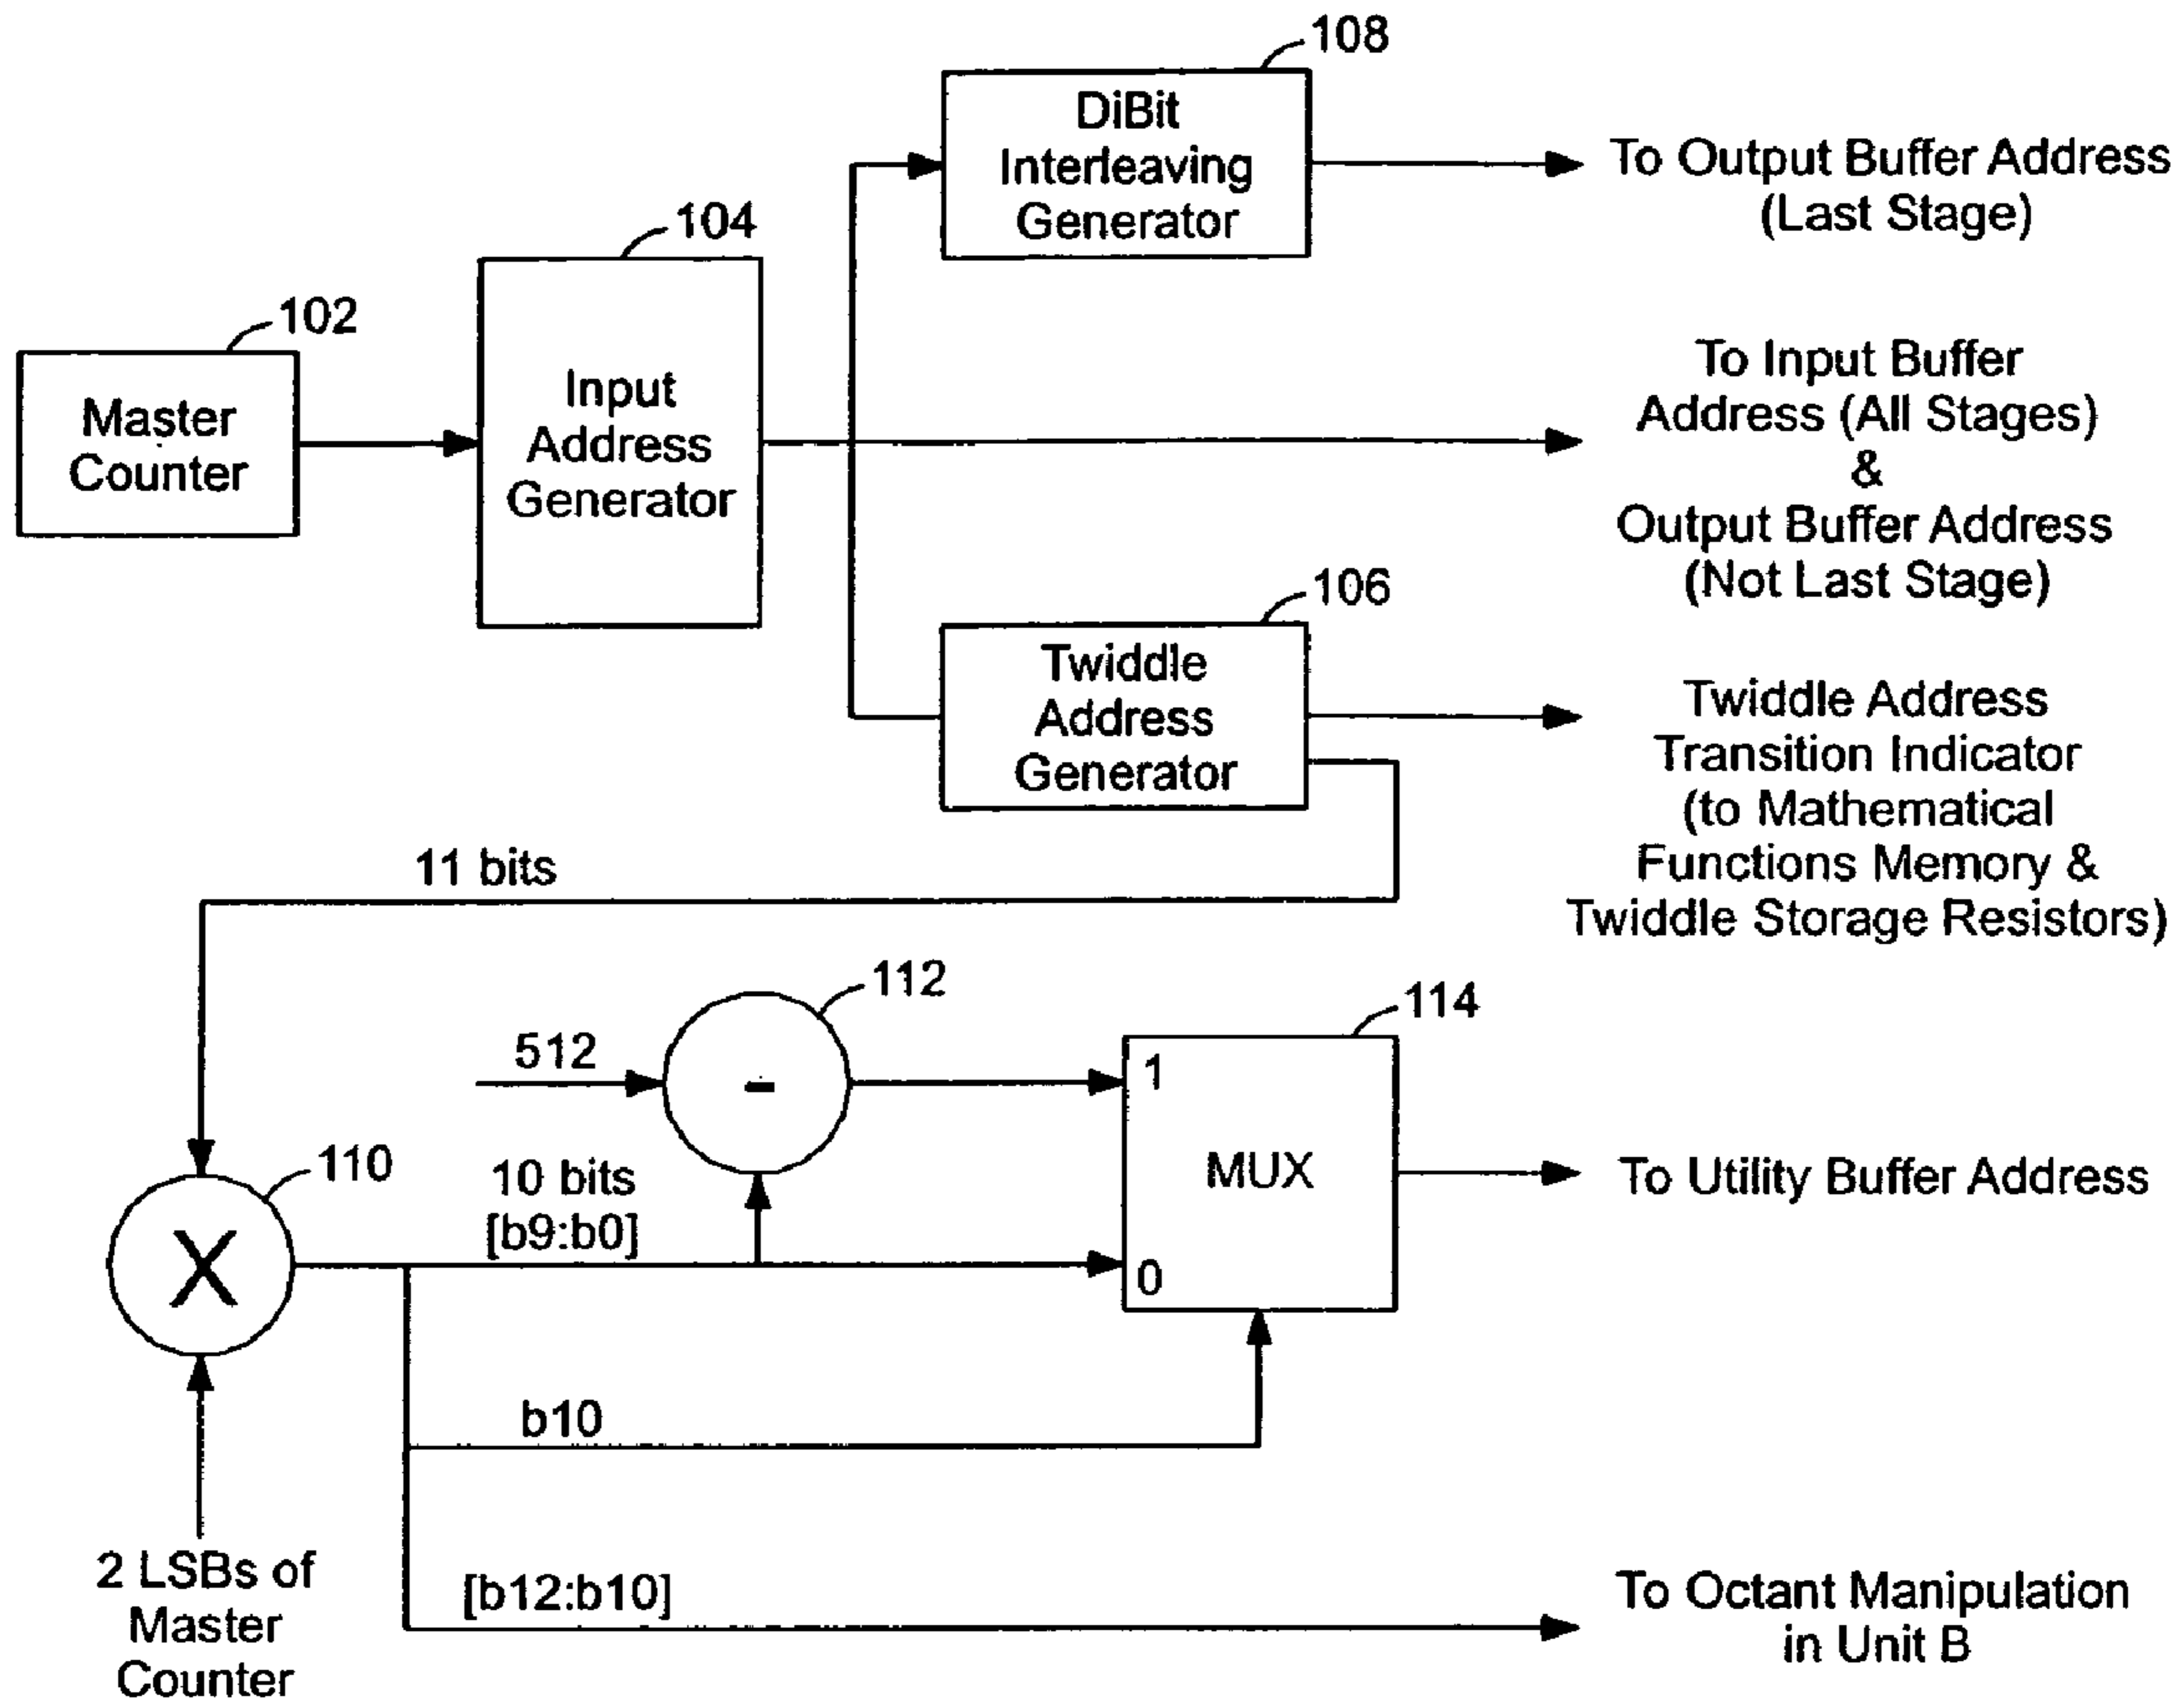 108
DiBit
Interleaving
Generator
To Output Buffer Address
(Last Stage)
104
Input
Address
Generator
102
Master
Counter
To Input Buffer
Address (All Stages)
&
Output Buffer Address
(Not Last Stage)
106
Twiddle
Address
Generator
Twiddle Address
Transition Indicator
(to Mathematical
Functions Memory &
Twiddle Storage Resistors)
11 bits
112
512
-
114
1
MUX
0
To Utility Buffer Address
110
X
10 bits
[b9:b0]
b10
2 LSBs of
Master
Counter
[b12:b10]
To Octant Manipulation
in Unit B